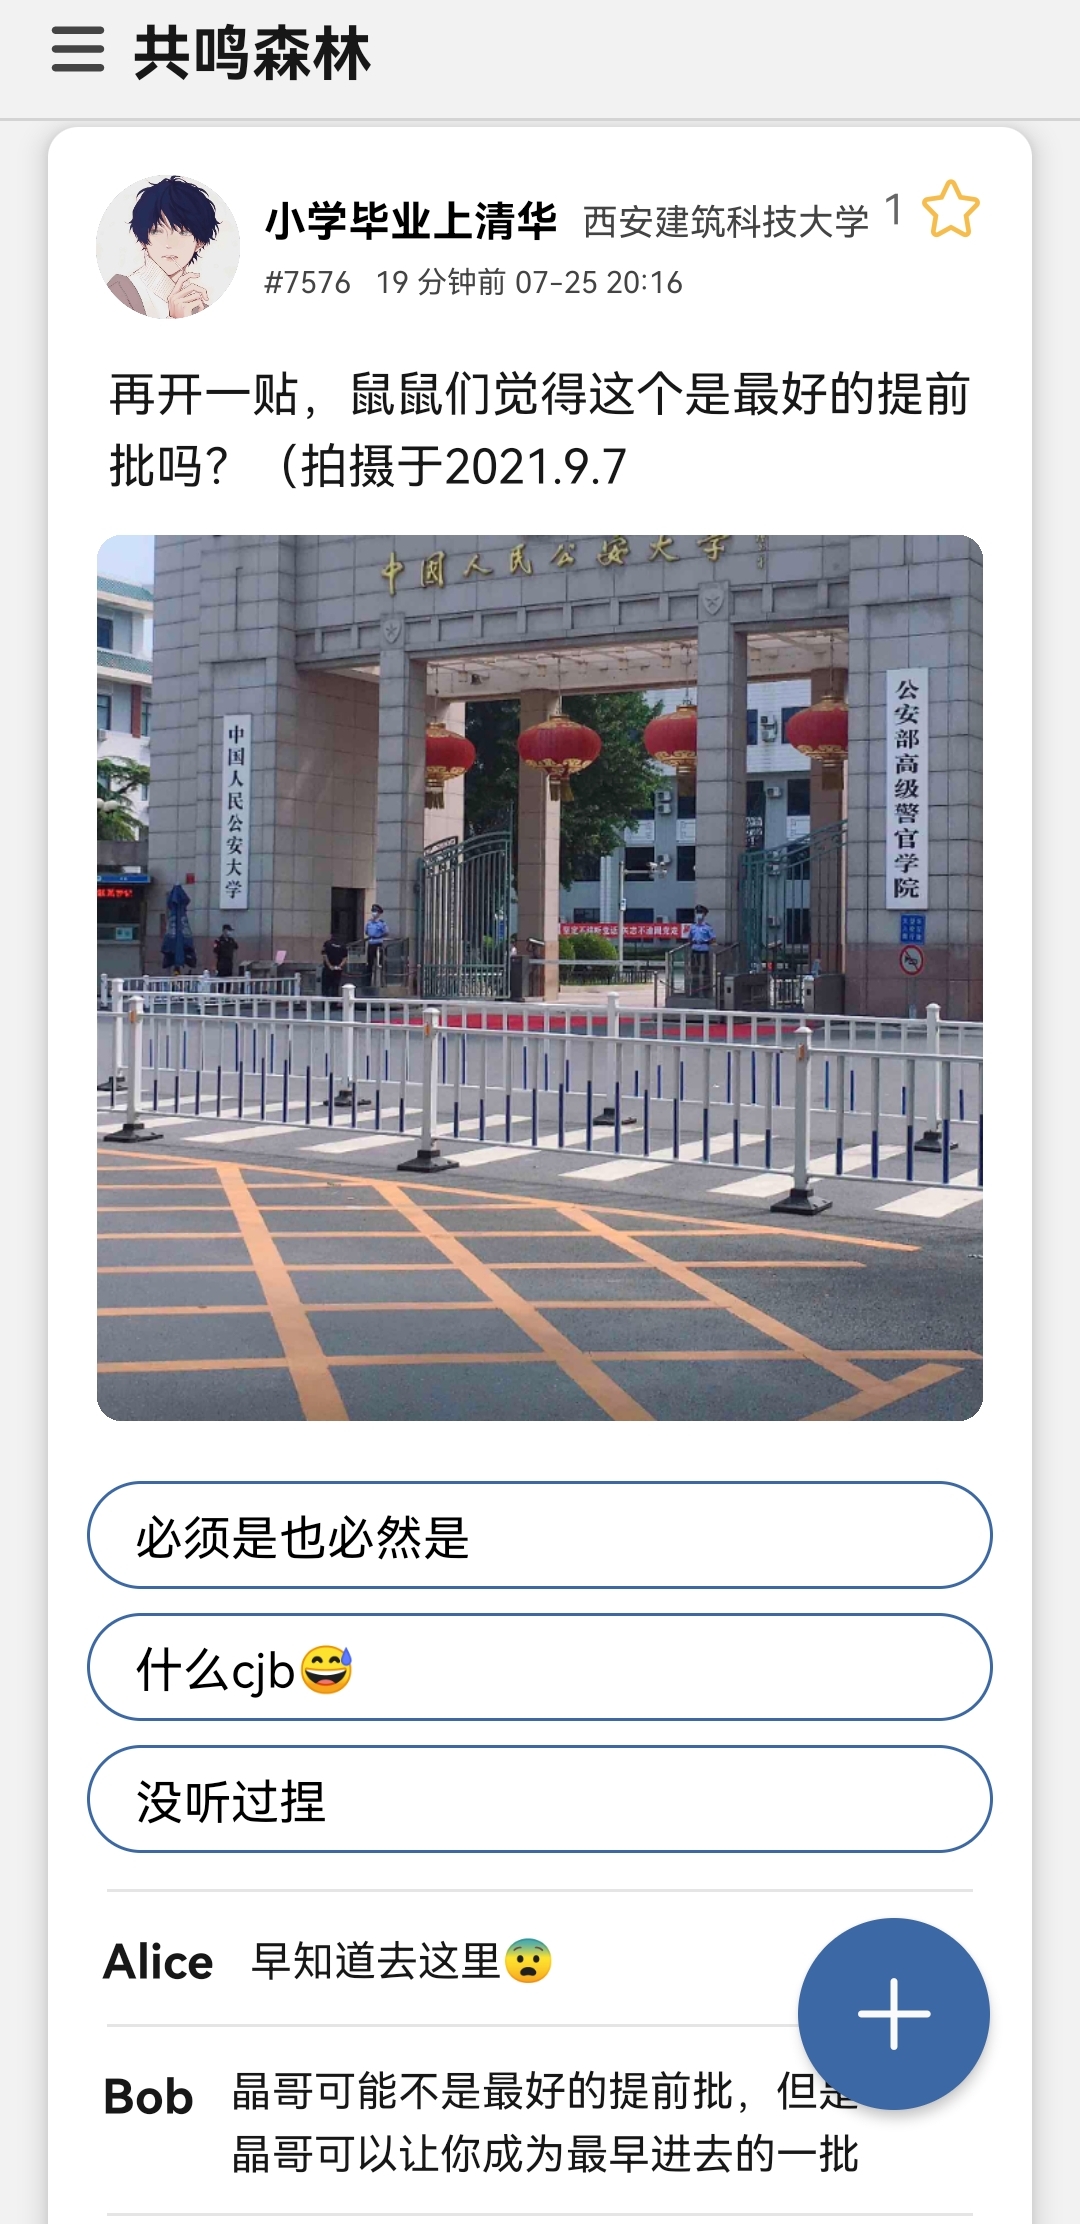 共鸣森林
小学毕业上清华 西安建筑科技大学 1
#7576 19 分钟前 07-25 20:16
再开一贴，鼠鼠们觉得这个是最好的提前
批吗？（拍摄于2021.9.7
中国人民公安大学
中国人民公安大学
公安部高级警官学院
必须是也必然是
什么cjb😅
没听过捏
Alice 早知道去这里😨
Bob 晶哥可能不是最好的提前批，但是
晶哥可以让你成为最早进去的一批